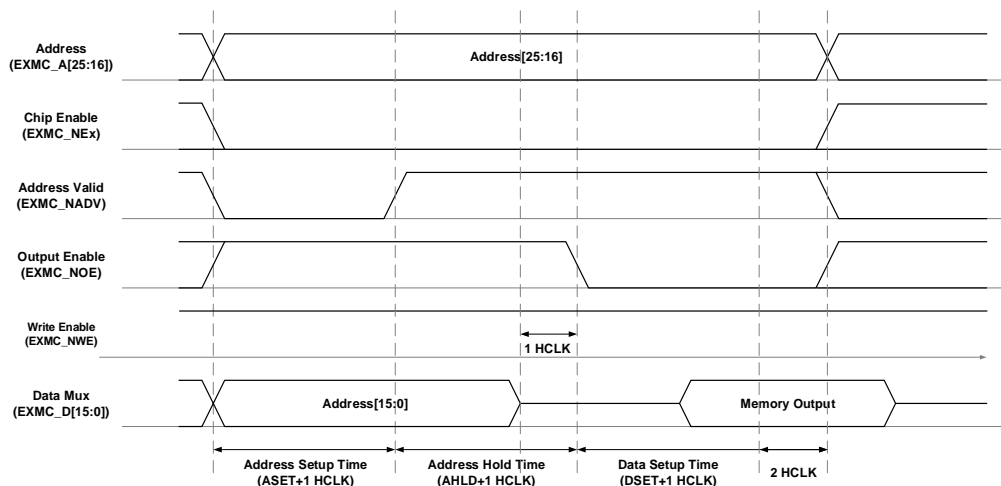 Address
(EXMC_A[25:16])
Address[25:16]
Chip Enable
(EXMC_NEx)
Address Valid
(EXMC_NADV)
Output Enable
(EXMC_NOE)
Write Enable
(EXMC_NWE)
1 HCLK
Data Mux
(EXMC_D[15:0])
Address[15:0]
Memory Output
Address Setup Time
(ASET+1 HCLK)
Address Hold Time
(AHLD+1 HCLK)
Data Setup Time
(DSET+1 HCLK)
2 HCLK